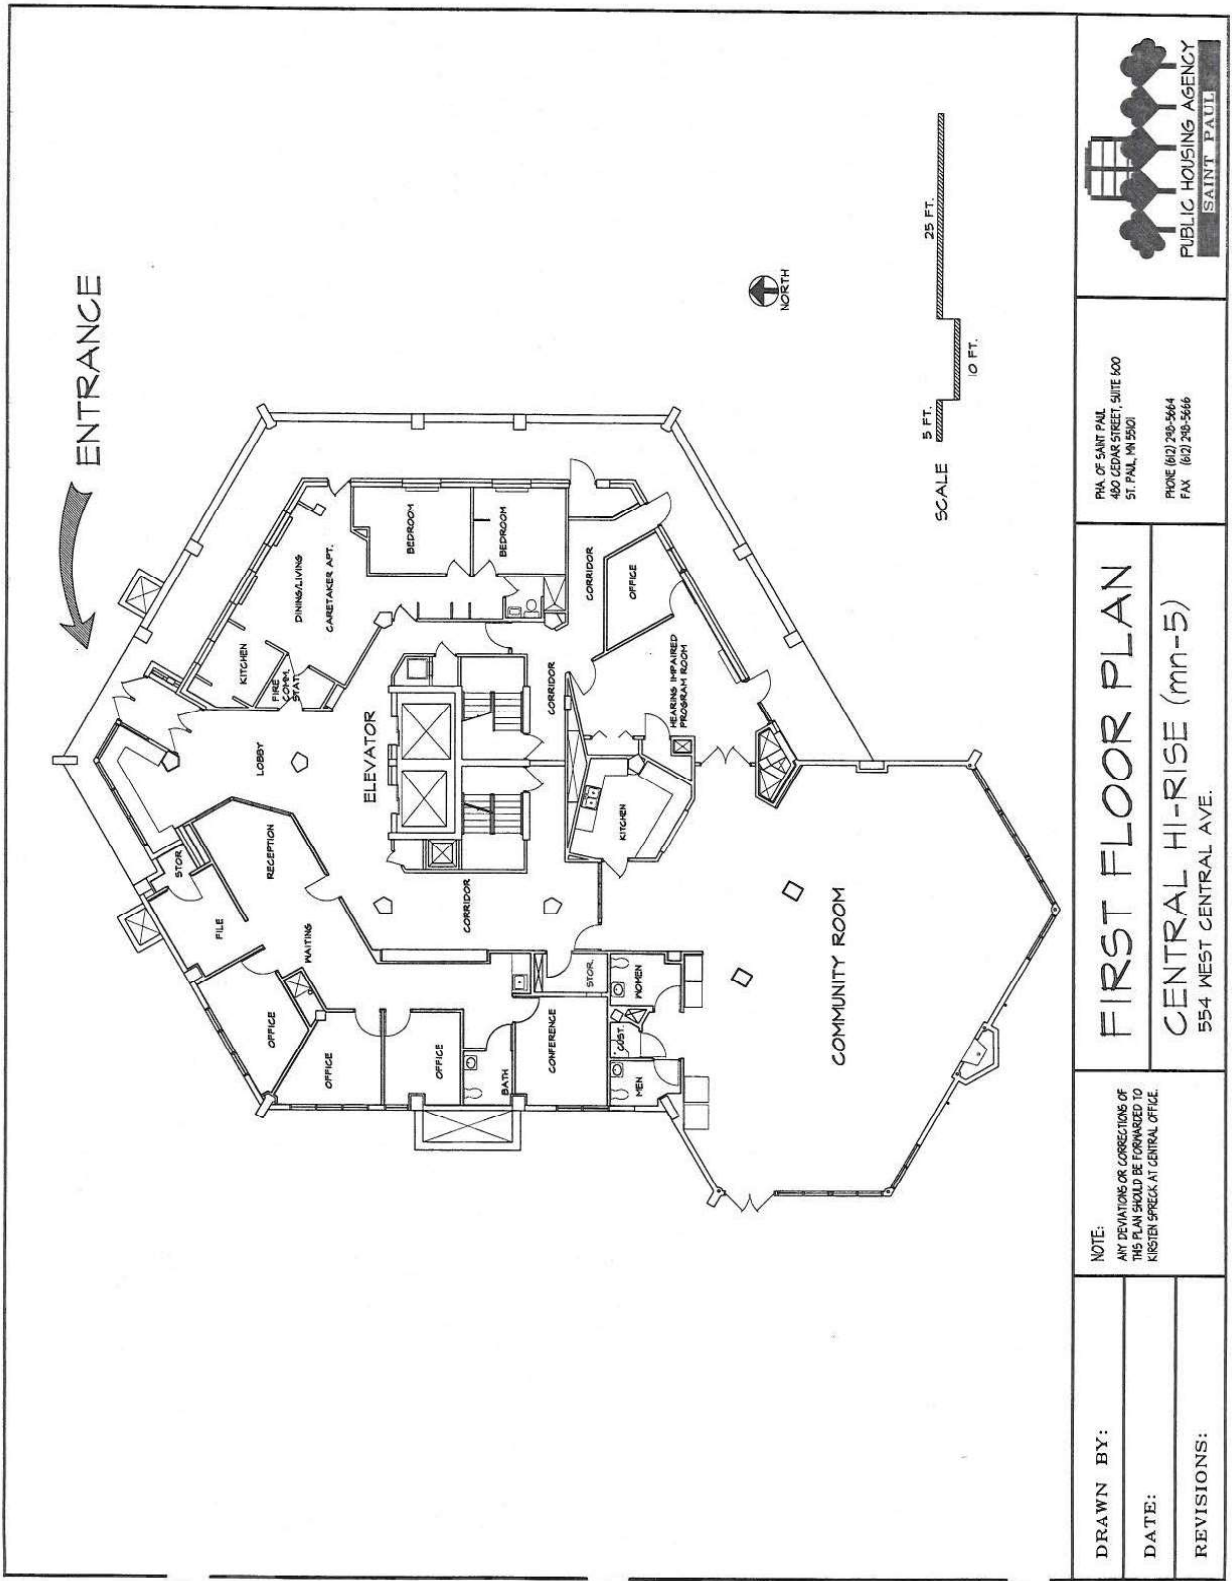 ENTRANCE
KITCHEN
DINING/LIVING
CARETAKER APT.
FIRE
COMM.
STAT.
BEDROOM
BEDROOM
LOBBY
ELEVATOR
STOR
RECEPTION
FILE
WAITING
OFFICE
OFFICE
OFFICE
CORRIDOR
CORRIDOR
CORRIDOR
OFFICE
HEARING IMPAIRED
PROGRAM ROOM
KITCHEN
BATH
CONFERENCE
STOR.
WOMEN
CUST.
MEN
COMMUNITY ROOM
NORTH
SCALE
5 FT.
10 FT.
25 FT.
DRAWN BY:
DATE:
REVISIONS:
NOTE:
ANY DEVIATIONS OR CORRECTIONS OF
THIS PLAN SHOULD BE FORWARDED TO
KIRSTEN SPRECK AT CENTRAL OFFICE.
FIRST FLOOR PLAN
CENTRAL HI-RISE (mn-5)
554 WEST CENTRAL AVE.
PHA. OF SAINT PAUL
480 CEDAR STREET, SUITE 600
ST. PAUL, MN 55101
PHONE (612) 298-5664
FAX (612) 298-5666
PUBLIC HOUSING AGENCY
SAINT PAUL